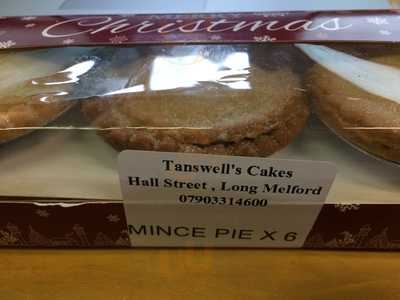 Christmas
Tanswell's Cakes
Hall Street , Long Melford
07903314600
MINCE PIE X 6